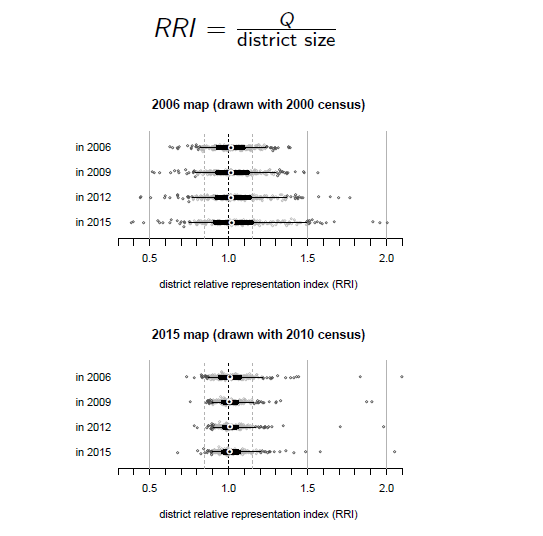 RRI = Q / district size
2006 map (drawn with 2000 census)
in 2006
in 2009
in 2012
in 2015
0.5 1.0 1.5 2.0
district relative representation index (RRI)
2015 map (drawn with 2010 census)
in 2006
in 2009
in 2012
in 2015
0.5 1.0 1.5 2.0
district relative representation index (RRI)